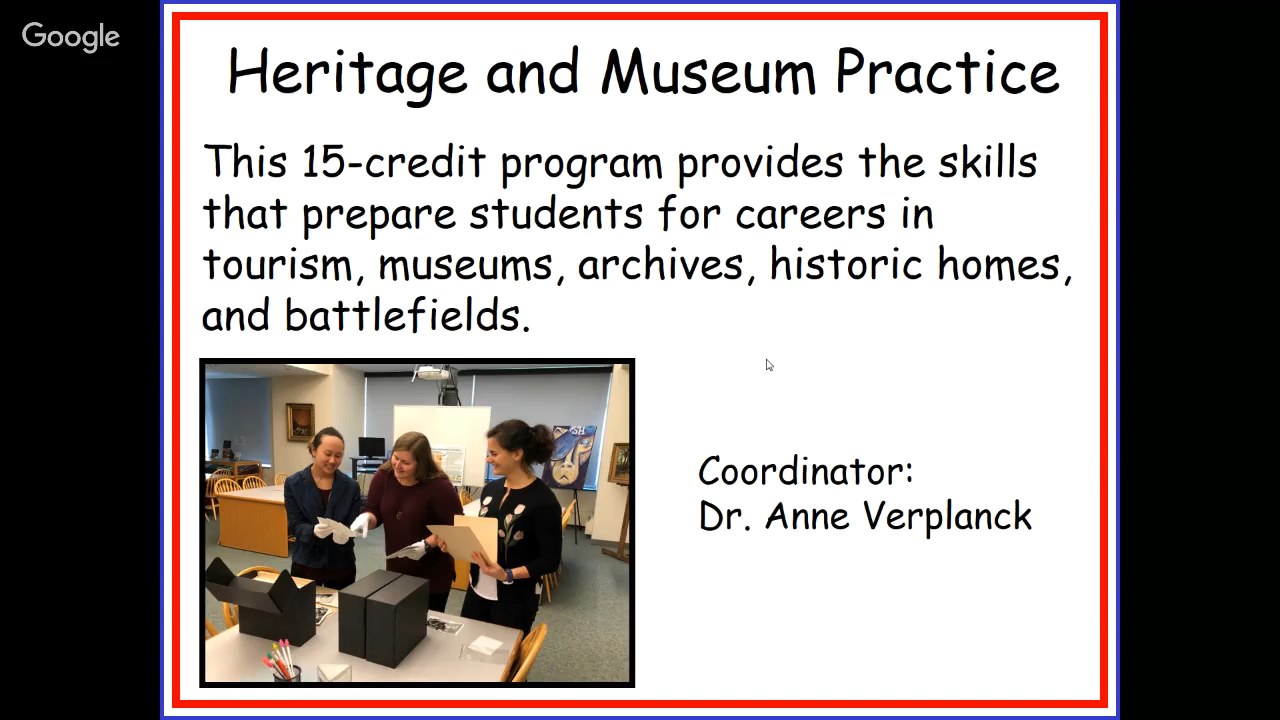 Google
Heritage and Museum Practice
This 15-credit program provides the skills
that prepare students for careers in
tourism, museums, archives, historic homes,
and battlefields.
SH
Coordinator:
Dr. Anne Verplanck